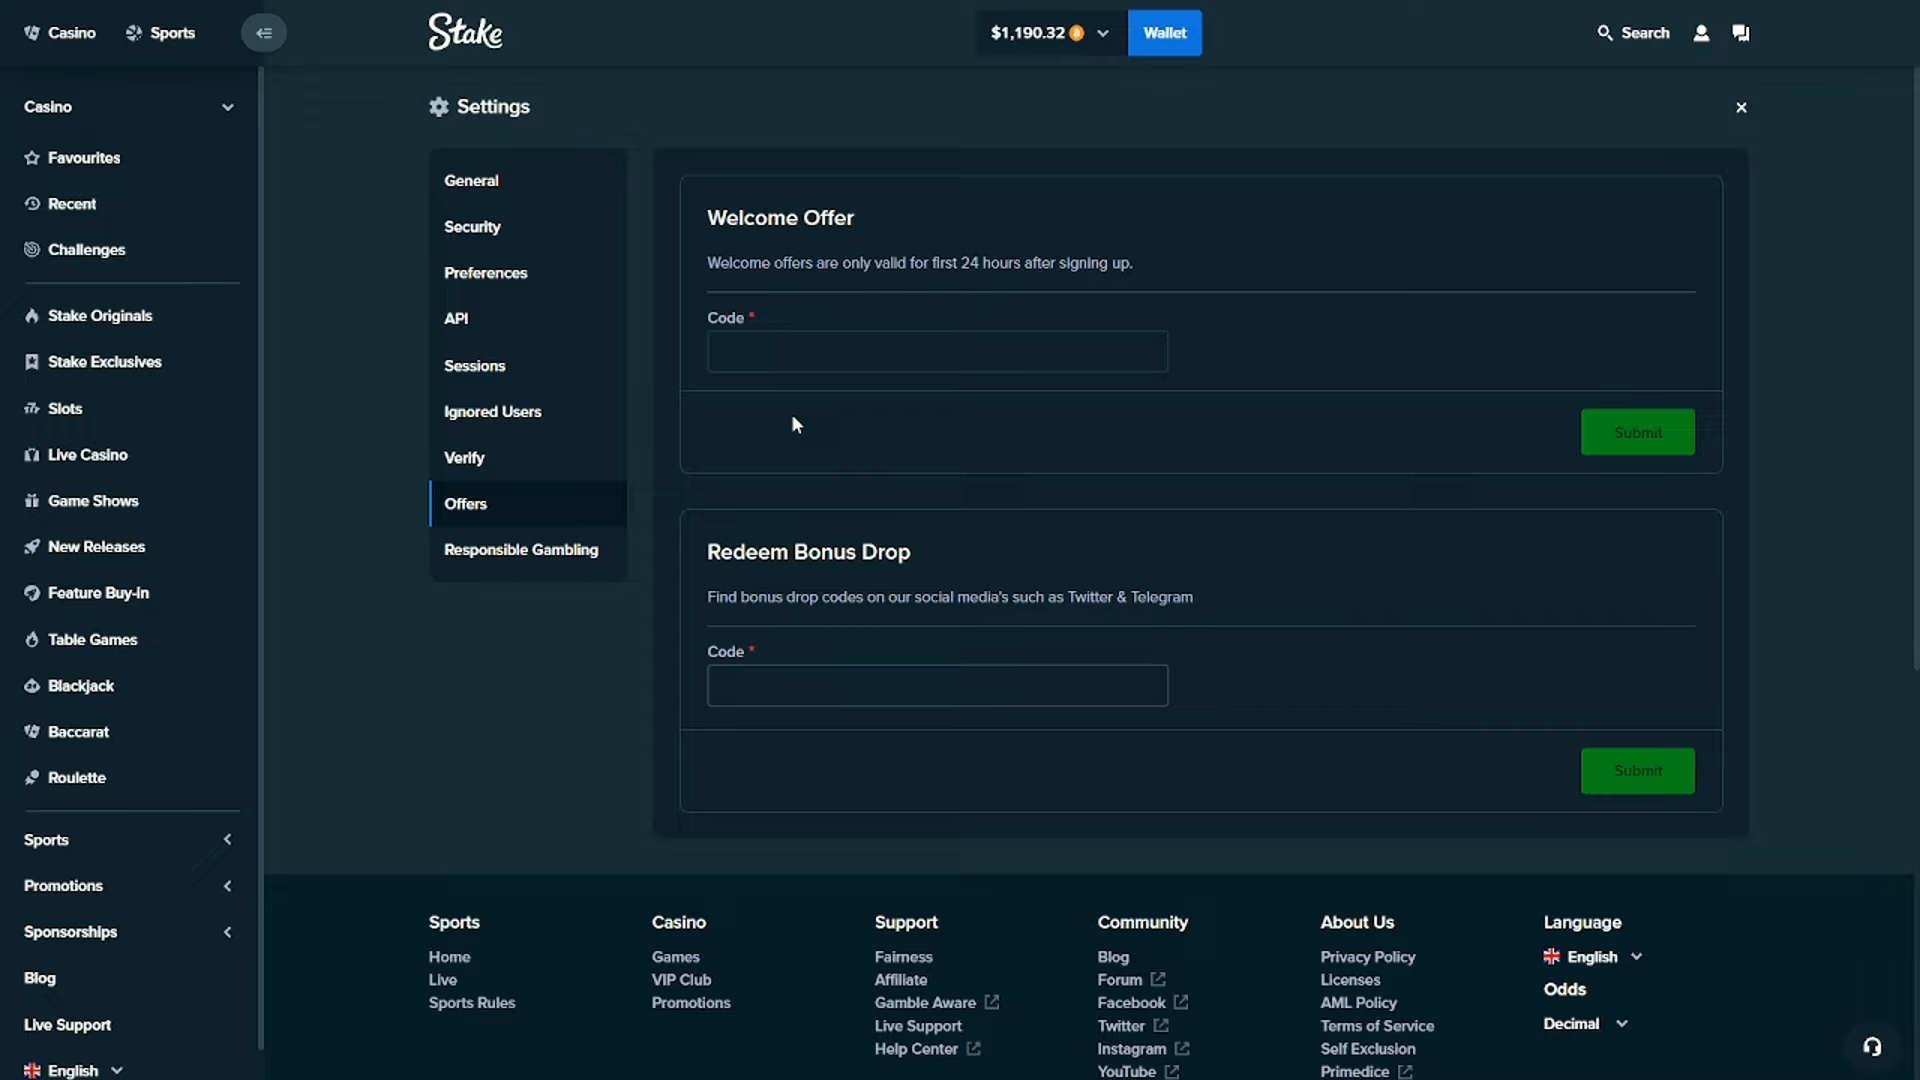 Casino
Sports
Stake
$1,190.32
Wallet
Search
Casino
Favourites
Recent
Challenges
Stake Originals
Stake Exclusives
Slots
Live Casino
Game Shows
New Releases
Feature Buy-in
Table Games
Blackjack
Baccarat
Roulette
Sports
Promotions
Sponsorships
Blog
Live Support
English
Settings
General
Security
Preferences
API
Sessions
Ignored Users
Verify
Offers
Responsible Gambling
Welcome Offer
Welcome offers are only valid for first 24 hours after signing up.
Code *
Submit
Redeem Bonus Drop
Find bonus drop codes on our social media's such as Twitter & Telegram
Code *
Submit
Sports
Home
Live
Sports Rules
Casino
Games
VIP Club
Promotions
Support
Fairness
Affiliate
Gamble Aware
Live Support
Help Center
Community
Blog
Forum
Facebook
Twitter
Instagram
YouTube
About Us
Privacy Policy
Licenses
AML Policy
Terms of Service
Self Exclusion
Primedice
Language
English
Odds
Decimal